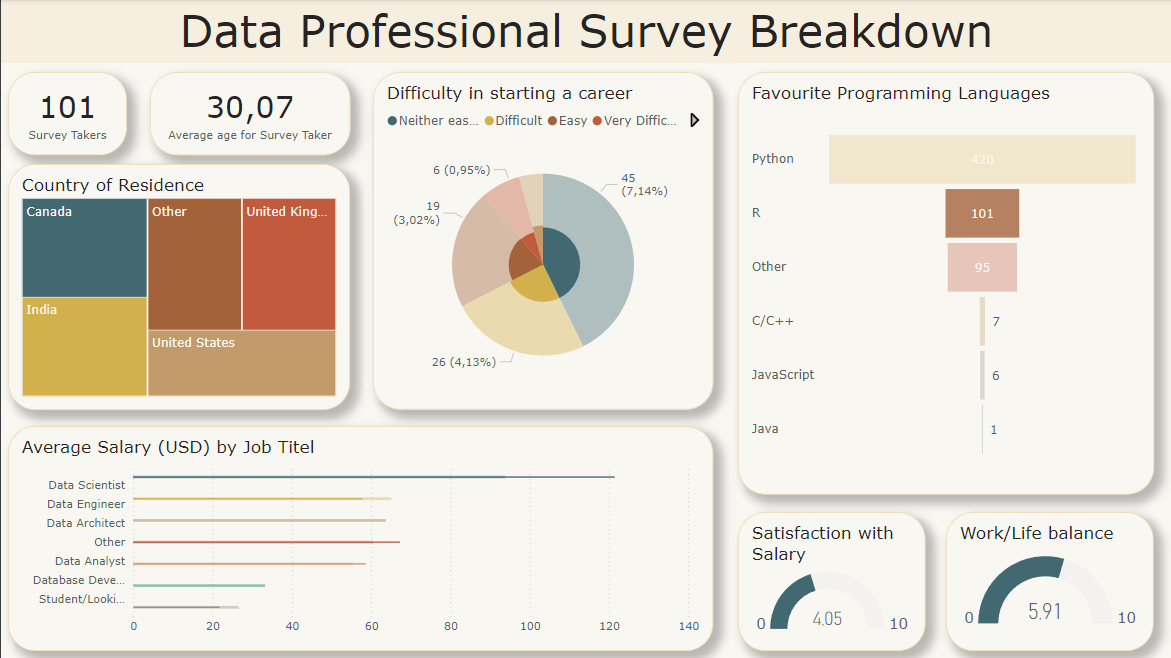 Data Professional Survey Breakdown
101
Survey Takers
30,07
Average age for Survey Taker
Country of Residence
Canada
Other
United King...
India
United States
Difficulty in starting a career
Neither eas... Difficult Easy Very Diffic...
6 (0,95%)
45
(7,14%)
19
(3,02%)
26 (4,13%)
Favourite Programming Languages
Python 420
R 101
Other 95
C/C++ 7
JavaScript 6
Java 1
Average Salary (USD) by Job Titel
Data Scientist
Data Engineer
Data Architect
Other
Data Analyst
Database Deve...
Student/Looki...
0 20 40 60 80 100 120 140
Satisfaction with
Salary
0 4,05 10
Work/Life balance
0 5,91 10